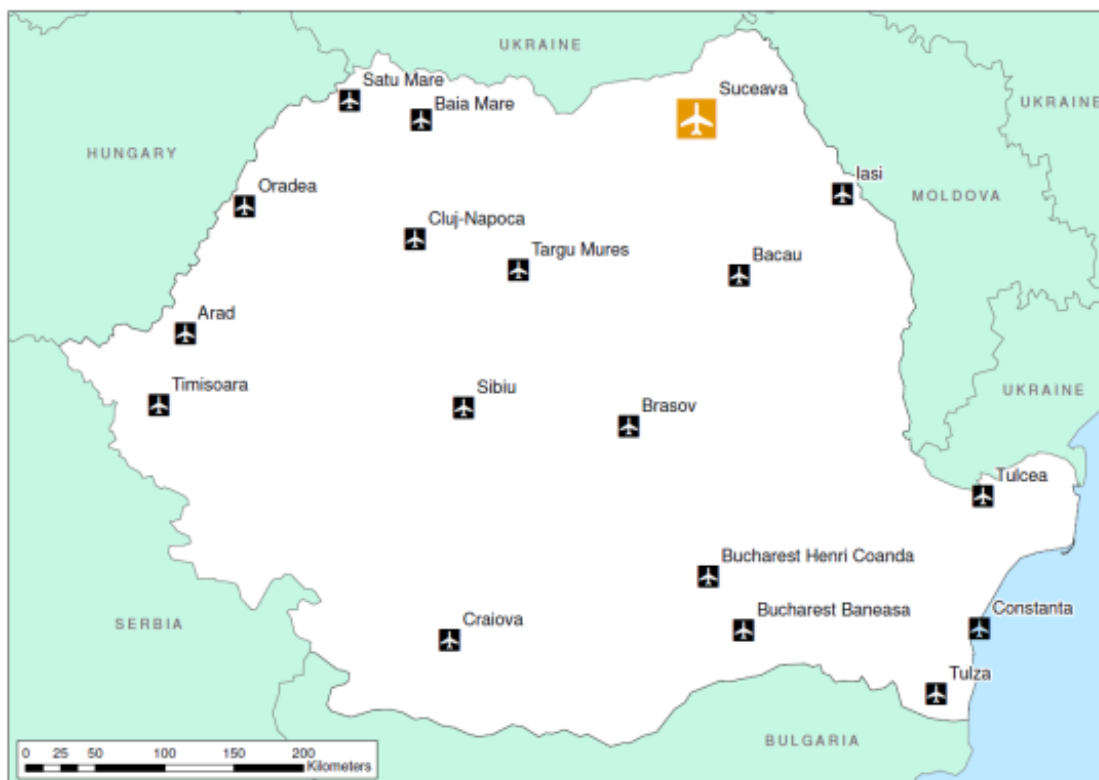 UKRAINE
Satu Mare
Suceava
Baia Mare
UKRAINE
HUNGARY
Iasi
Oradea
MOLDOVA
Cluj-Napoca
Targu Mures
Bacau
Arad
Timisoara
Sibiu
UKRAINE
Brasov
Tulcea
Bucharest Henri Coanda
Bucharest Baneasa
Constanta
SERBIA
Craiova
Tulza
BULGARIA
0 25 50 100 150 200
Kilometers